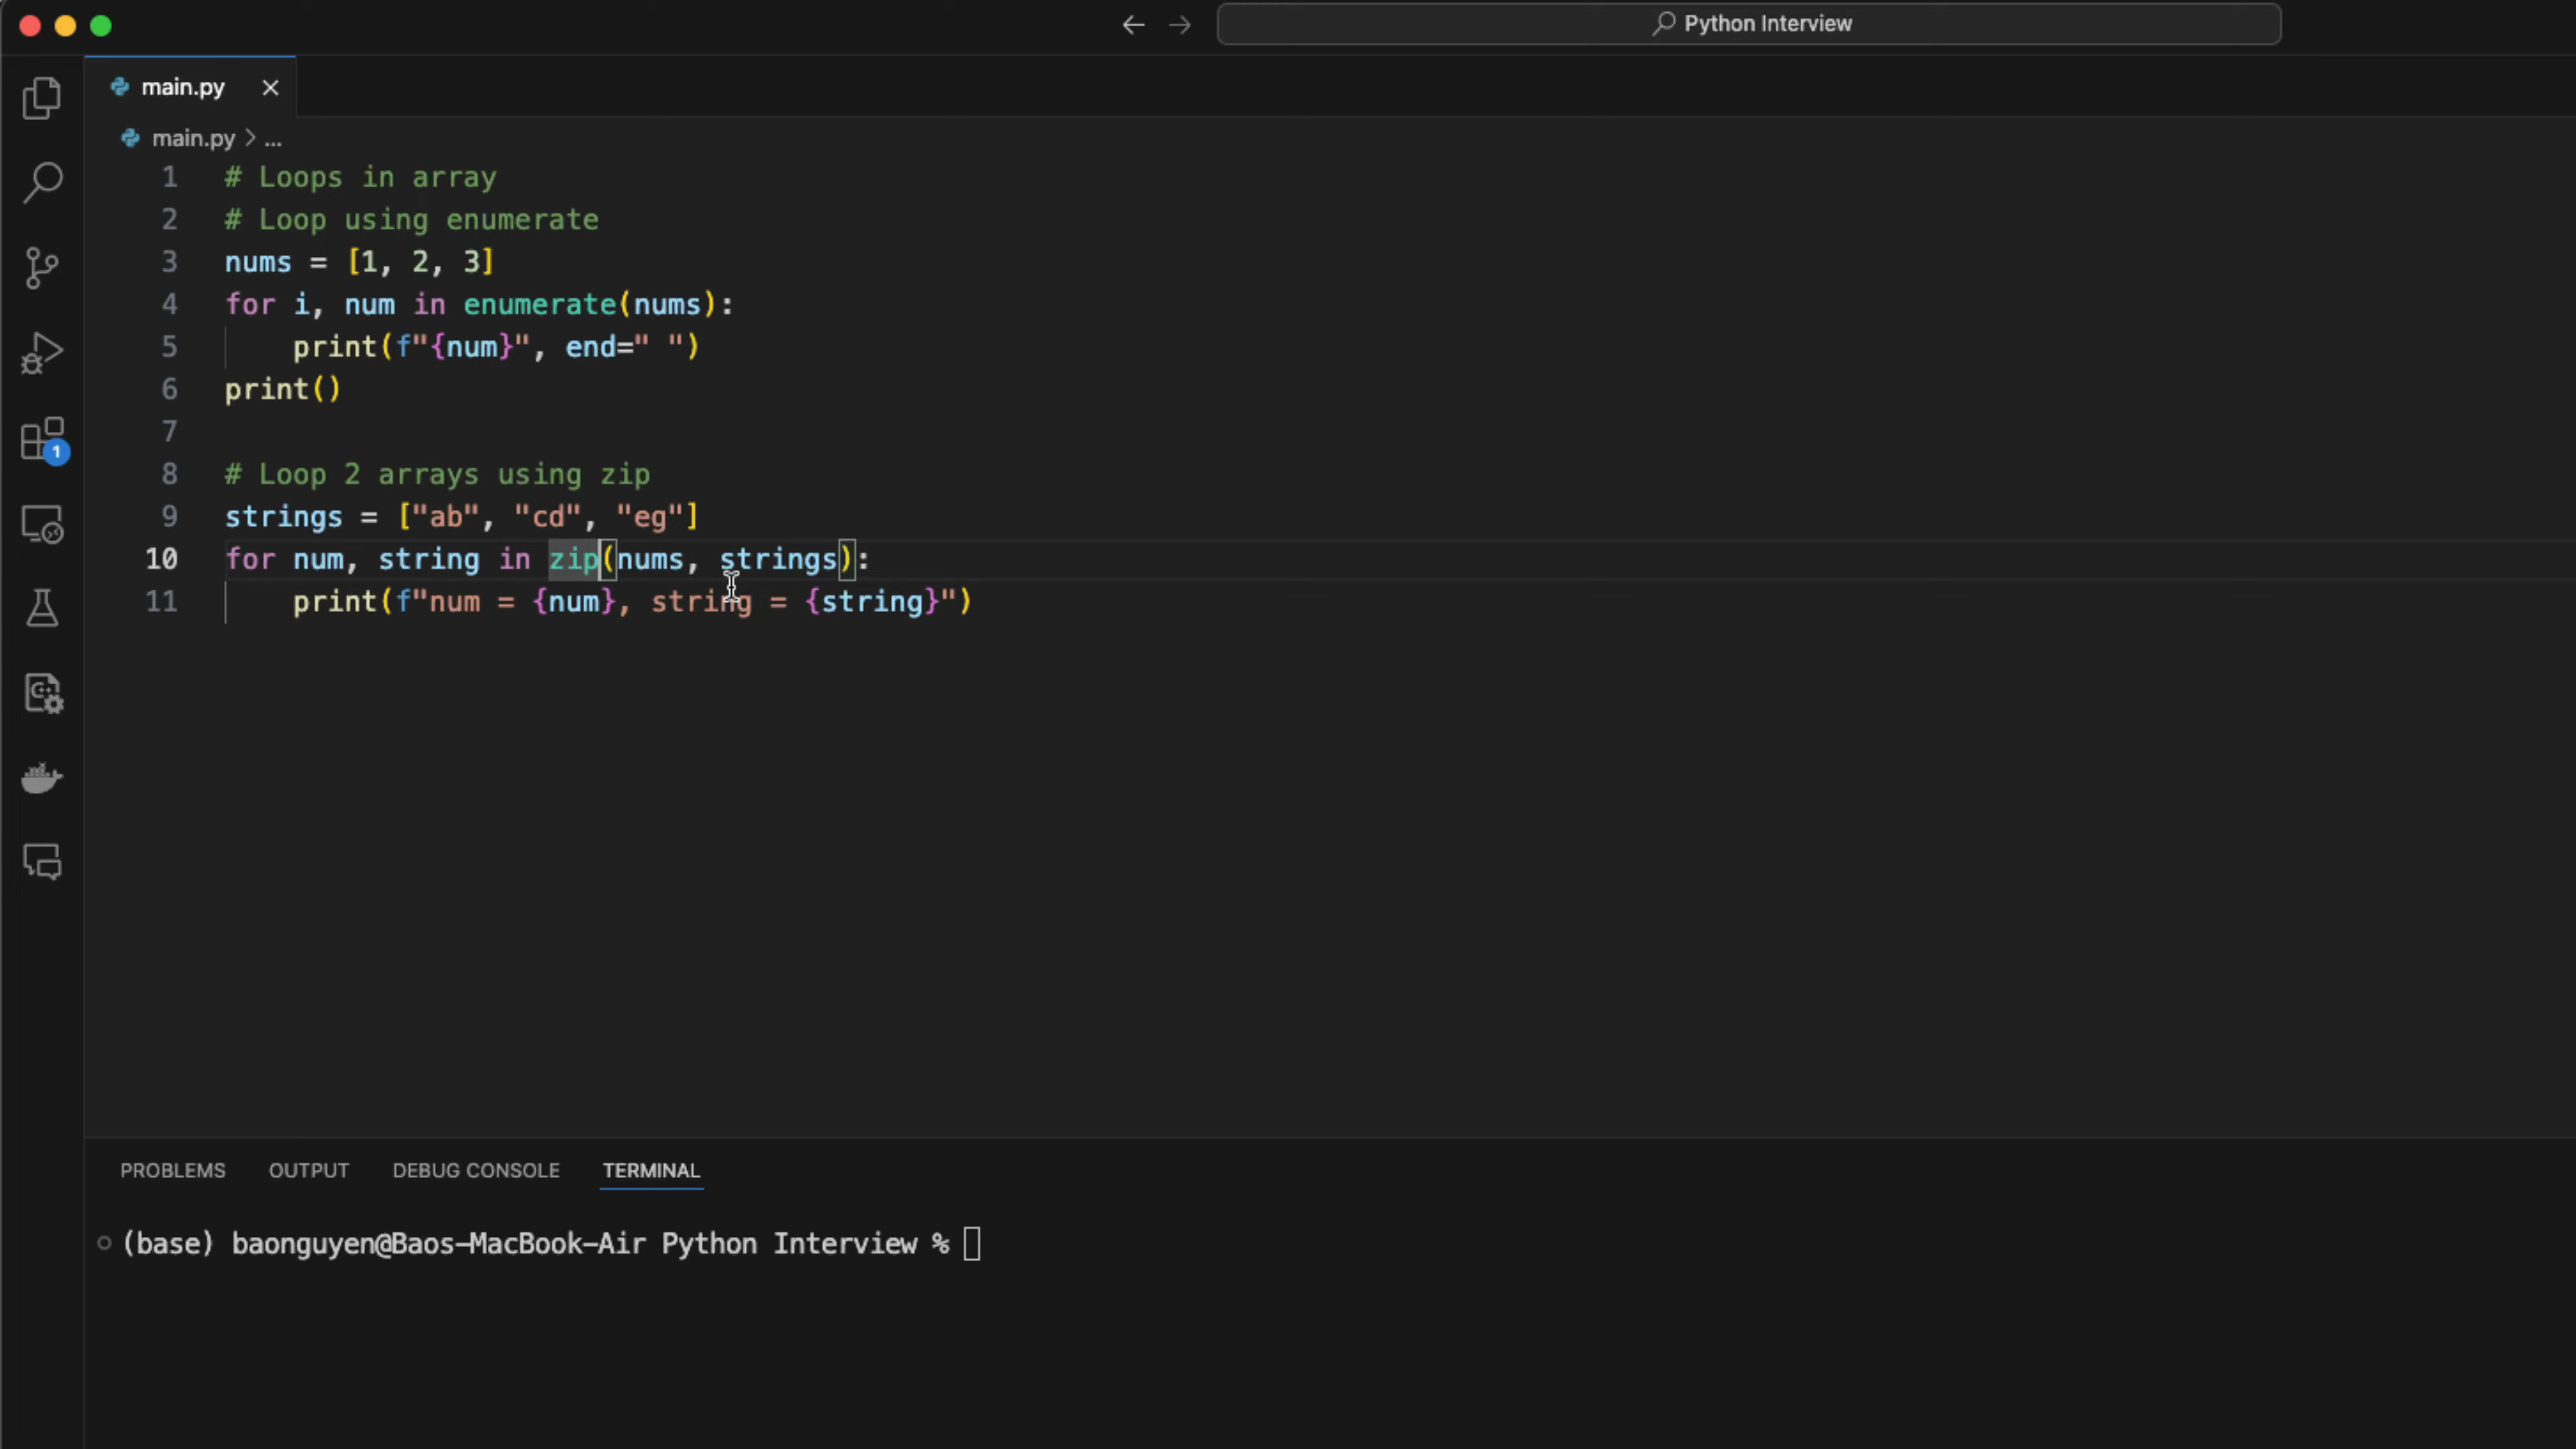 Python Interview
main.py
main.py > ...
1 # Loops in array
2 # Loop using enumerate
3 nums = [1, 2, 3]
4 for i, num in enumerate(nums):
5     print(f"{num}", end=" ")
6 print()
7
8 # Loop 2 arrays using zip
9 strings = ["ab", "cd", "eg"]
10 for num, string in zip(nums, strings):
11     print(f"num = {num}, string = {string}")
1
PROBLEMS OUTPUT DEBUG CONSOLE TERMINAL
(base) baonguyen@Baos-MacBook-Air Python Interview %